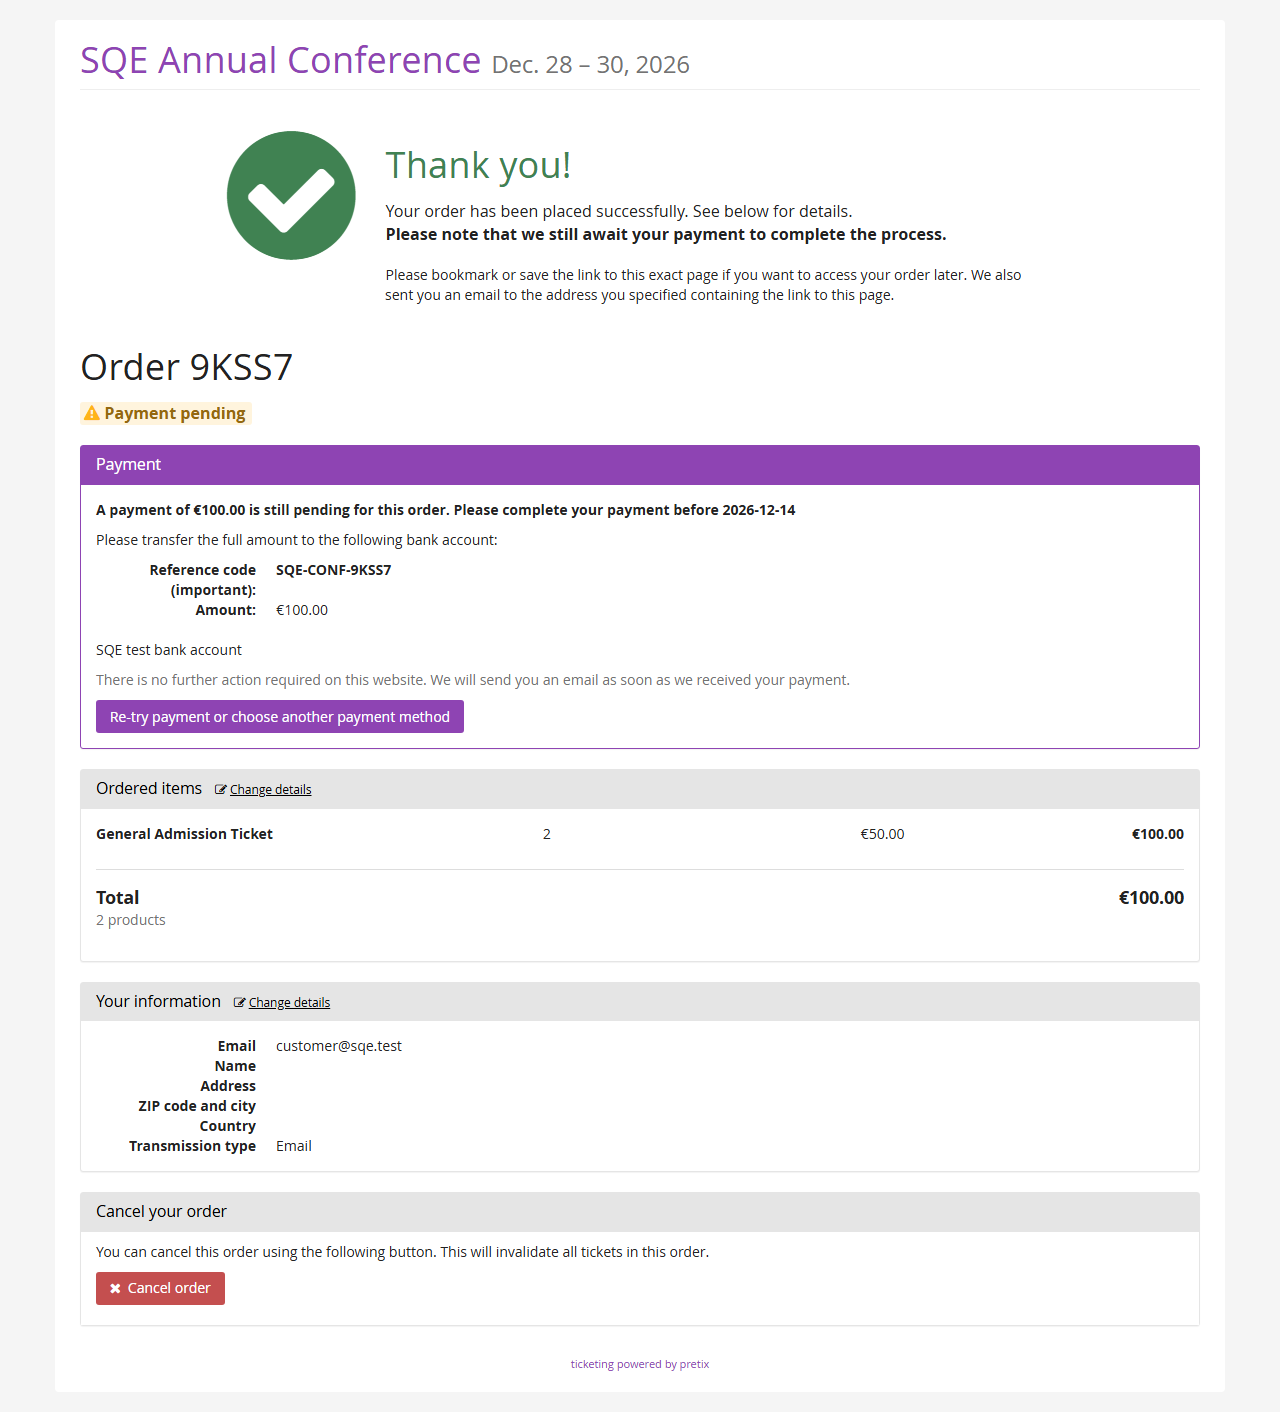 SQE Annual Conference Dec. 28 – 30, 2026
Thank you!
Your order has been placed successfully. See below for details.
Please note that we still await your payment to complete the process.
Please bookmark or save the link to this exact page if you want to access your order later. We also
sent you an email to the address you specified containing the link to this page.
Order 9KSS7
Payment pending
Payment
A payment of €100.00 is still pending for this order. Please complete your payment before 2026-12-14
Please transfer the full amount to the following bank account:
Reference code (important): SQE-CONF-9KSS7
Amount: €100.00
SQE test bank account
There is no further action required on this website. We will send you an email as soon as we received your payment.
Re-try payment or choose another payment method
Ordered items Change details
General Admission Ticket 2 €50.00 €100.00
Total €100.00
2 products
Your information Change details
Email customer@sqe.test
Name
Address
ZIP code and city
Country
Transmission type Email
Cancel your order
You can cancel this order using the following button. This will invalidate all tickets in this order.
Cancel order
ticketing powered by pretix